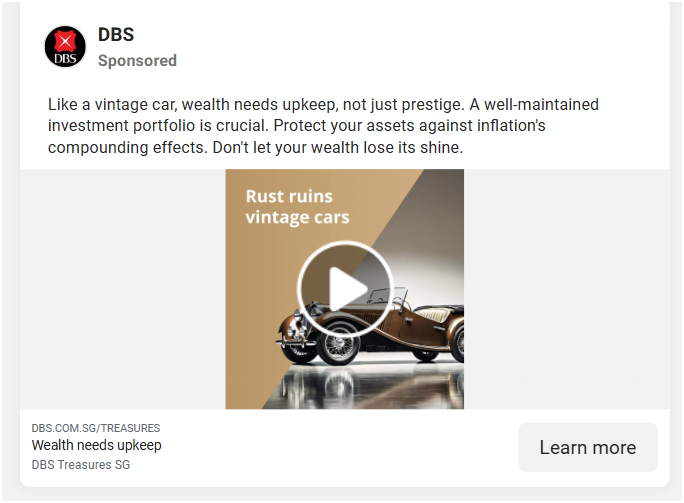 DBS
DBS
Sponsored
Like a vintage car, wealth needs upkeep, not just prestige. A well-maintained
investment portfolio is crucial. Protect your assets against inflation's
compounding effects. Don't let your wealth lose its shine.
Rust ruins
vintage cars
DBS.COM.SG/TREASURES
Wealth needs upkeep
DBS Treasures SG
Learn more